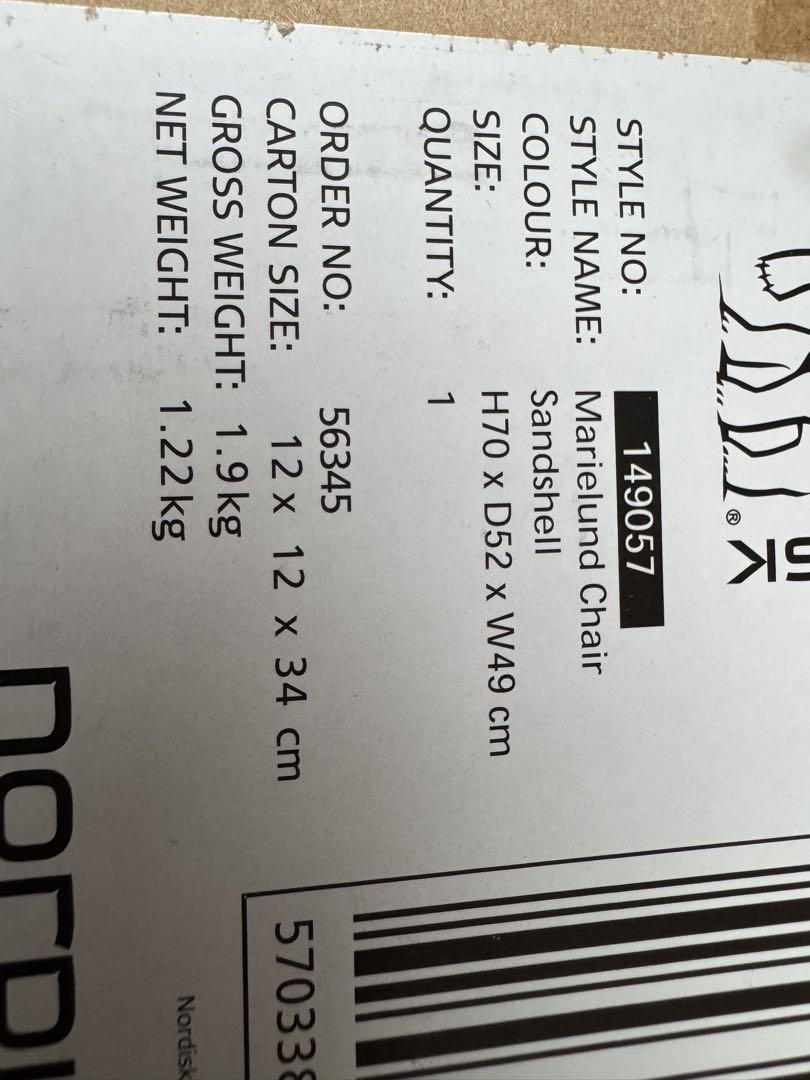 SK
®
STYLE NO: 149057
STYLE NAME: Marielund Chair
COLOUR: Sandshell
SIZE: H70 x D52 x W49 cm
QUANTITY: 1
ORDER NO: 56345
CARTON SIZE: 12 x 12 x 34 cm
GROSS WEIGHT: 1.9 kg
NET WEIGHT: 1.22 kg
570338
Nordisk